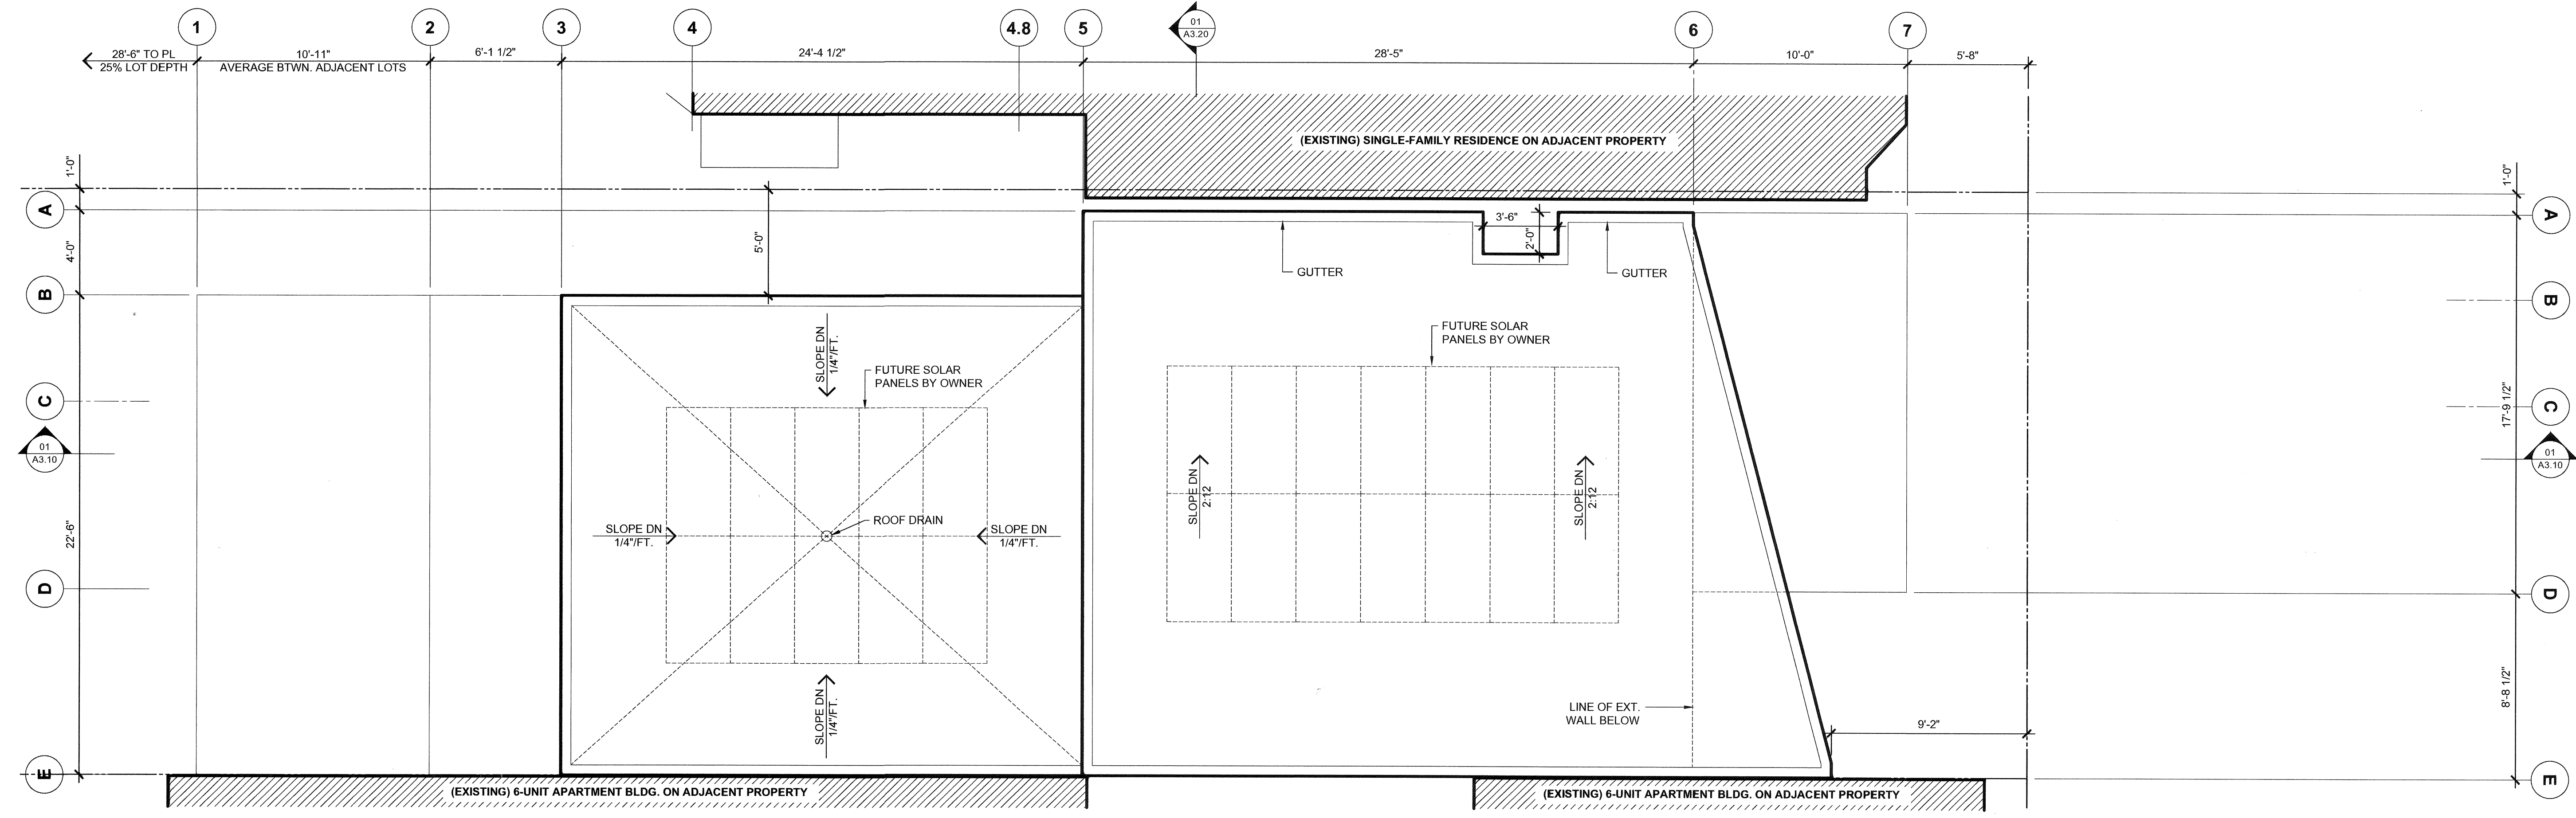 1
2
3
4
4.8
5
01
A3.20
6
7
28'-6" TO PL
25% LOT DEPTH
10'-11"
AVERAGE BTWN. ADJACENT LOTS
6'-1 1/2"
24'-4 1/2"
28'-5"
10'-0"
5'-8"
(EXISTING) SINGLE-FAMILY RESIDENCE ON ADJACENT PROPERTY
1'-0"
1'-0"
A
A
4'-0"
5'-0"
3'-6"
2'-0"
GUTTER
GUTTER
B
B
SLOPE DN
1/4"/FT.
FUTURE SOLAR
PANELS BY OWNER
FUTURE SOLAR
PANELS BY OWNER
C
C
17'-9 1/2"
01
A3.10
01
A3.10
22'-6"
SLOPE DN
1/4"/FT.
ROOF DRAIN
SLOPE DN
1/4"/FT.
SLOPE DN
2:12
SLOPE DN
2:12
D
D
SLOPE DN
1/4"/FT.
LINE OF EXT.
WALL BELOW
9'-2"
8'-8 1/2"
E
E
(EXISTING) 6-UNIT APARTMENT BLDG. ON ADJACENT PROPERTY
(EXISTING) 6-UNIT APARTMENT BLDG. ON ADJACENT PROPERTY